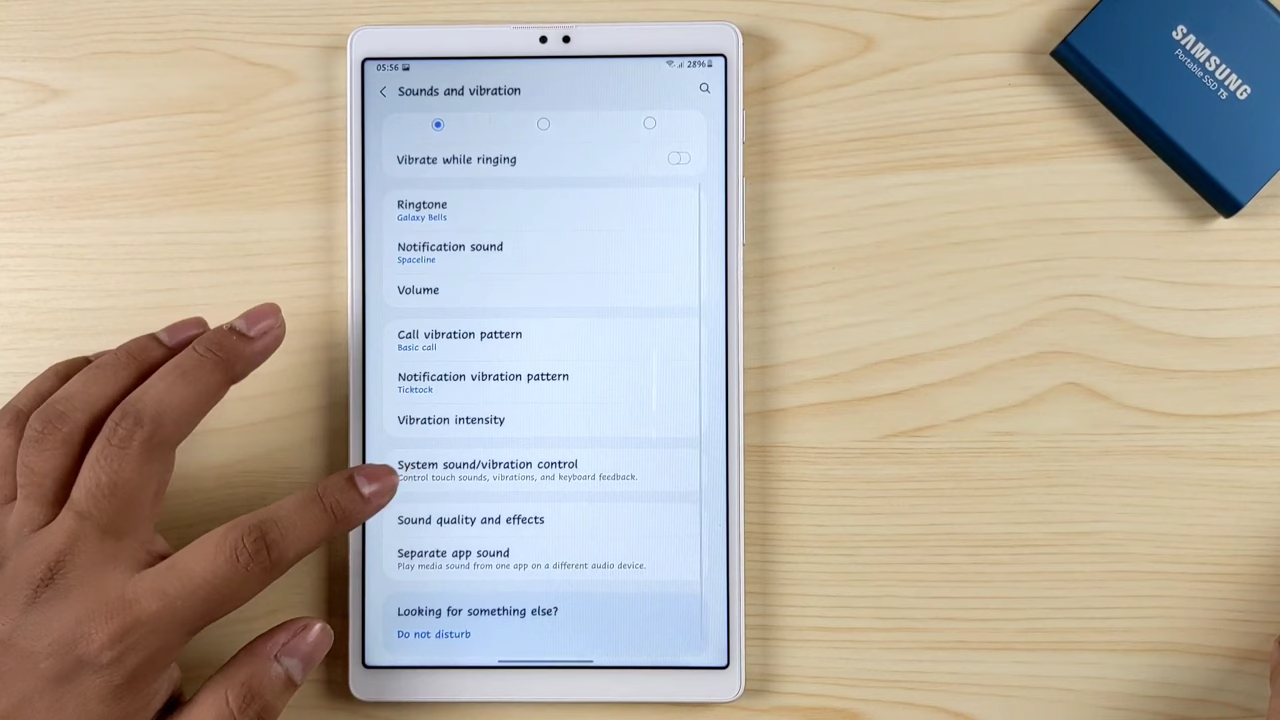 05:56
28%
Sounds and vibration
Vibrate while ringing
Ringtone
Galaxy Bells
Notification sound
Spaceline
Volume
Call vibration pattern
Basic call
Notification vibration pattern
Ticktock
Vibration intensity
System sound/vibration control
Control touch sounds, vibrations, and keyboard feedback.
Sound quality and effects
Separate app sound
Play media sound from one app on a different audio device.
Looking for something else?
Do not disturb
SAMSUNG
Portable SSD T5